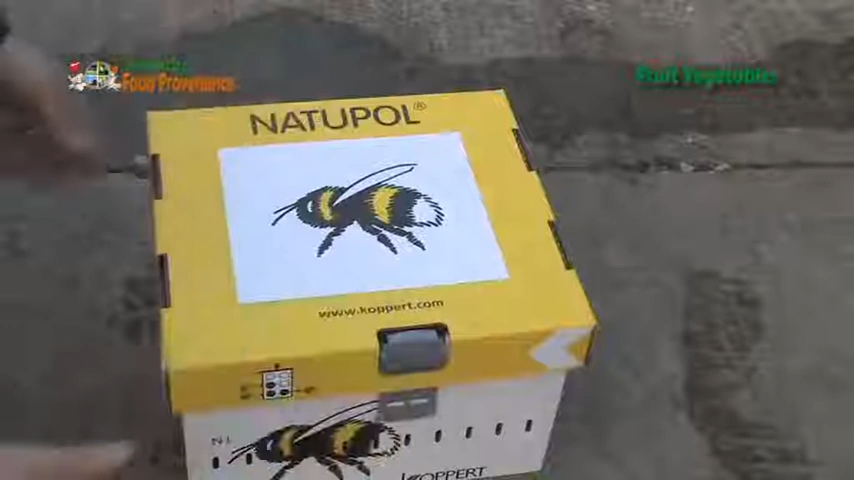 Food Provenance
Fruit Vegetables
NATUPOL®
www.koppert.com
N L
KOPPERT